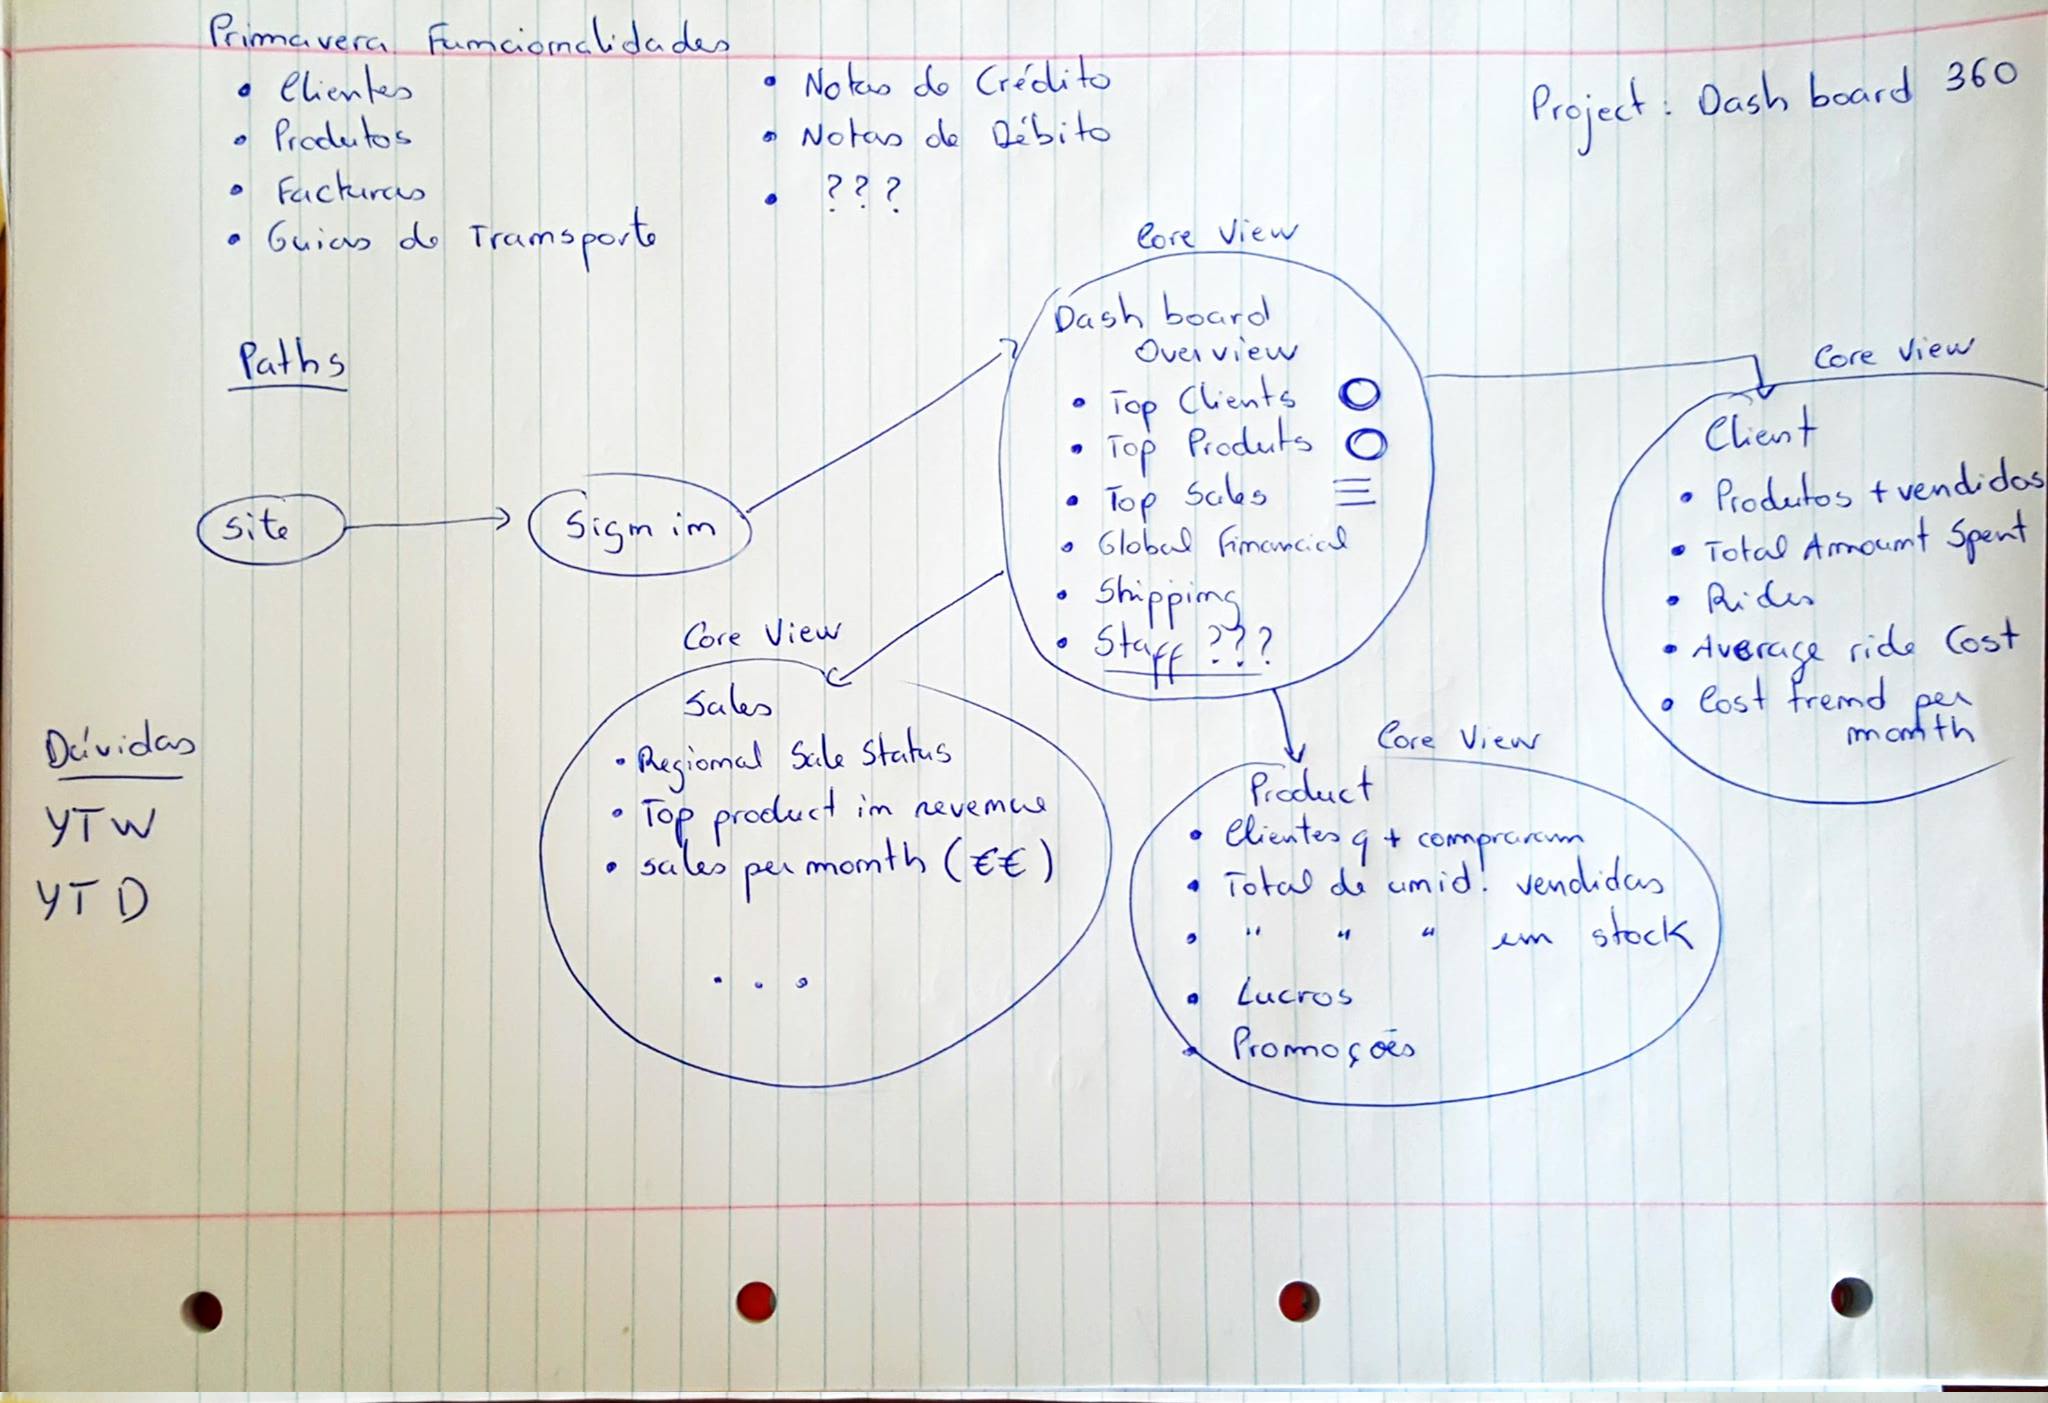 Primavera Funcionalidades
• Clientes
• Produtos
• Facturas
• Guias de Transporte
• Notas de Crédito
• Notas de Débito
• ???
Project: Dashboard 360
Paths
Site
Sign in
Core View
Dashboard
Overview
• Top Clients
• Top Produts
• Top Sales
• Global Financial
• Shipping
• Staff ???
Core View
Client
• Produtos + vendidos
• Total Amount Spent
• Rides
• Average ride Cost
• Cost trend per
month
Core View
Sales
• Regional Sale Status
• Top product in revenue
• sales per month (€€)
...
Core View
Product
• Clientes q + compraram
• Total de unid. vendidas
• " " " em stock
• Lucros
• Promoções
Dúvidas
YTW
YTD